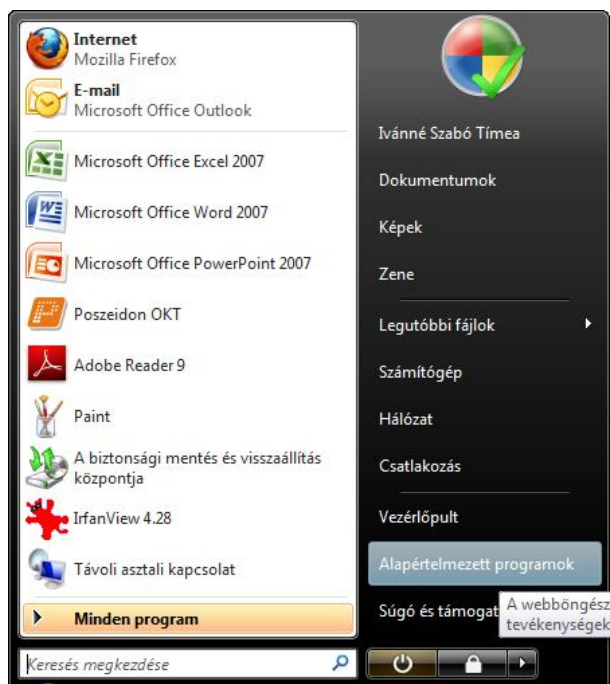 Internet
Mozilla Firefox
E-mail
Microsoft Office Outlook
Microsoft Office Excel 2007
Microsoft Office Word 2007
Microsoft Office PowerPoint 2007
Poszeidon OKT
Adobe Reader 9
Paint
A biztonsági mentés és visszaállítás
központja
IrfanView 4.28
Távoli asztali kapcsolat
Minden program
Keresés megkezdése
Ivánné Szabó Tímea
Dokumentumok
Képek
Zene
Legutóbbi fájlok
Számítógép
Hálózat
Csatlakozás
Vezérlőpult
Alapértelmezett programok
Súgó és támogat
A webböngész
tevékenységek